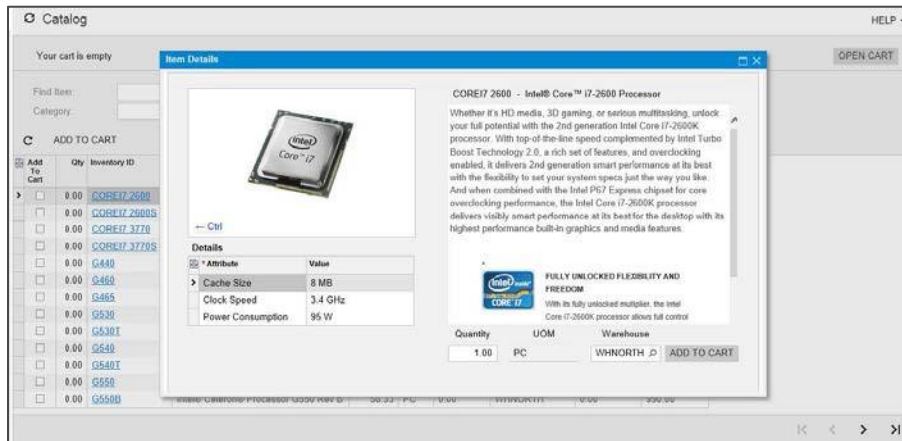 Catalog
HELP
Your cart is empty
OPEN CART
Find Item:
Category:
ADD TO CART
Add To Cart
Qty
Inventory ID
0.00 COREI7 2600
0.00 COREI7 2600S
0.00 COREI7 3770
0.00 COREI7 3770S
0.00 G440
0.00 G460
0.00 G465
0.00 G530
0.00 G530T
0.00 G540
0.00 G540T
0.00 G550
0.00 G550B
Item Details
intel
Core™ i7
← Ctrl
Details
* Attribute Value
Cache Size 8 MB
Clock Speed 3.4 GHz
Power Consumption 95 W
COREI7 2600 - Intel® Core™ i7-2600 Processor
Whether it's HD media, 3D gaming, or serious multitasking, unlock
your full potential with the 2nd generation Intel Core i7-2600K
processor. With top-of-the-line speed complemented by Intel Turbo
Boost Technology 2.0, a rich set of features, and overclocking
enabled, it delivers 2nd generation smart performance at its best
with the flexibility to set your system specs just the way you like.
And when combined with the Intel P67 Express chipset for core
overclocking performance, the Intel Core i7-2600K processor
delivers visibly smart performance at its best for the desktop with its
highest performance built-in graphics and media features.
intel
inside™
CORE i7
FULLY UNLOCKED FLEXIBILITY AND
FREEDOM
With its fully unlocked multiplier, the Intel
Core i7-2600K processor allows full control
Quantity UOM Warehouse
1.00 PC WHNORTH ADD TO CART